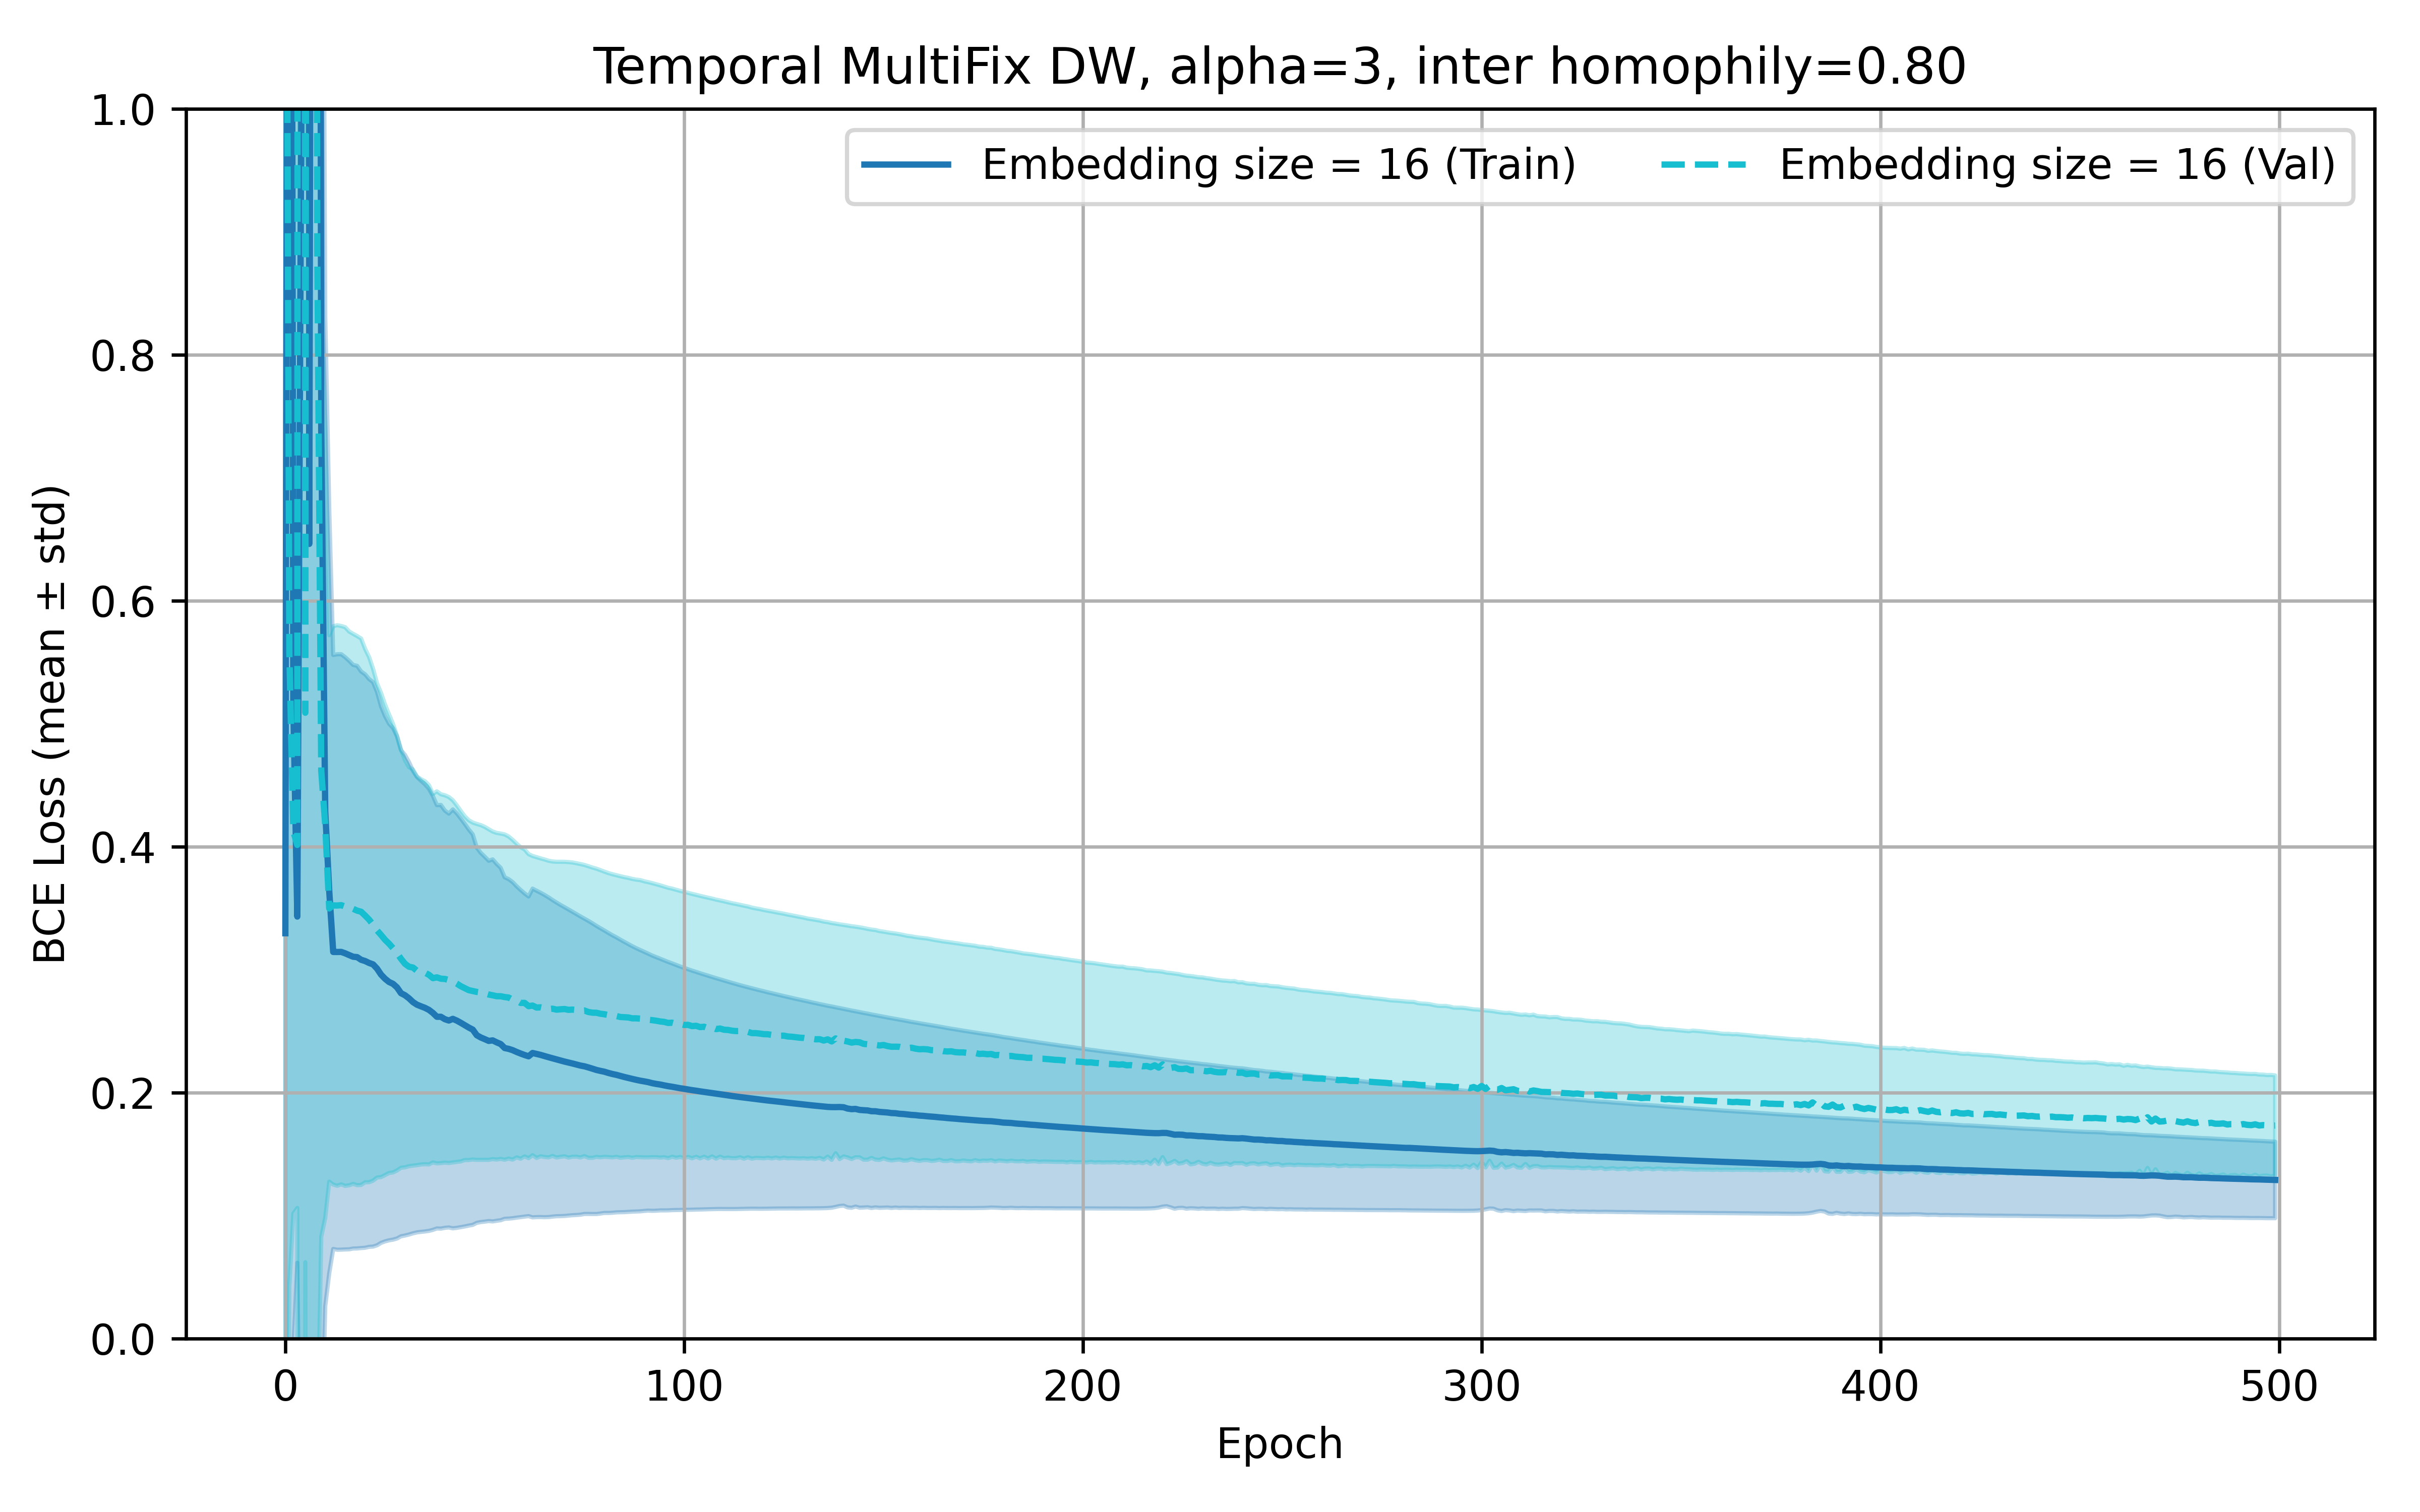 Temporal MultiFix DW, alpha=3, inter homophily=0.80
Embedding size = 16 (Train)
Embedding size = 16 (Val)
BCE Loss (mean ± std)
1.0
0.8
0.6
0.4
0.2
0.0
0 100 200 300 400 500
Epoch